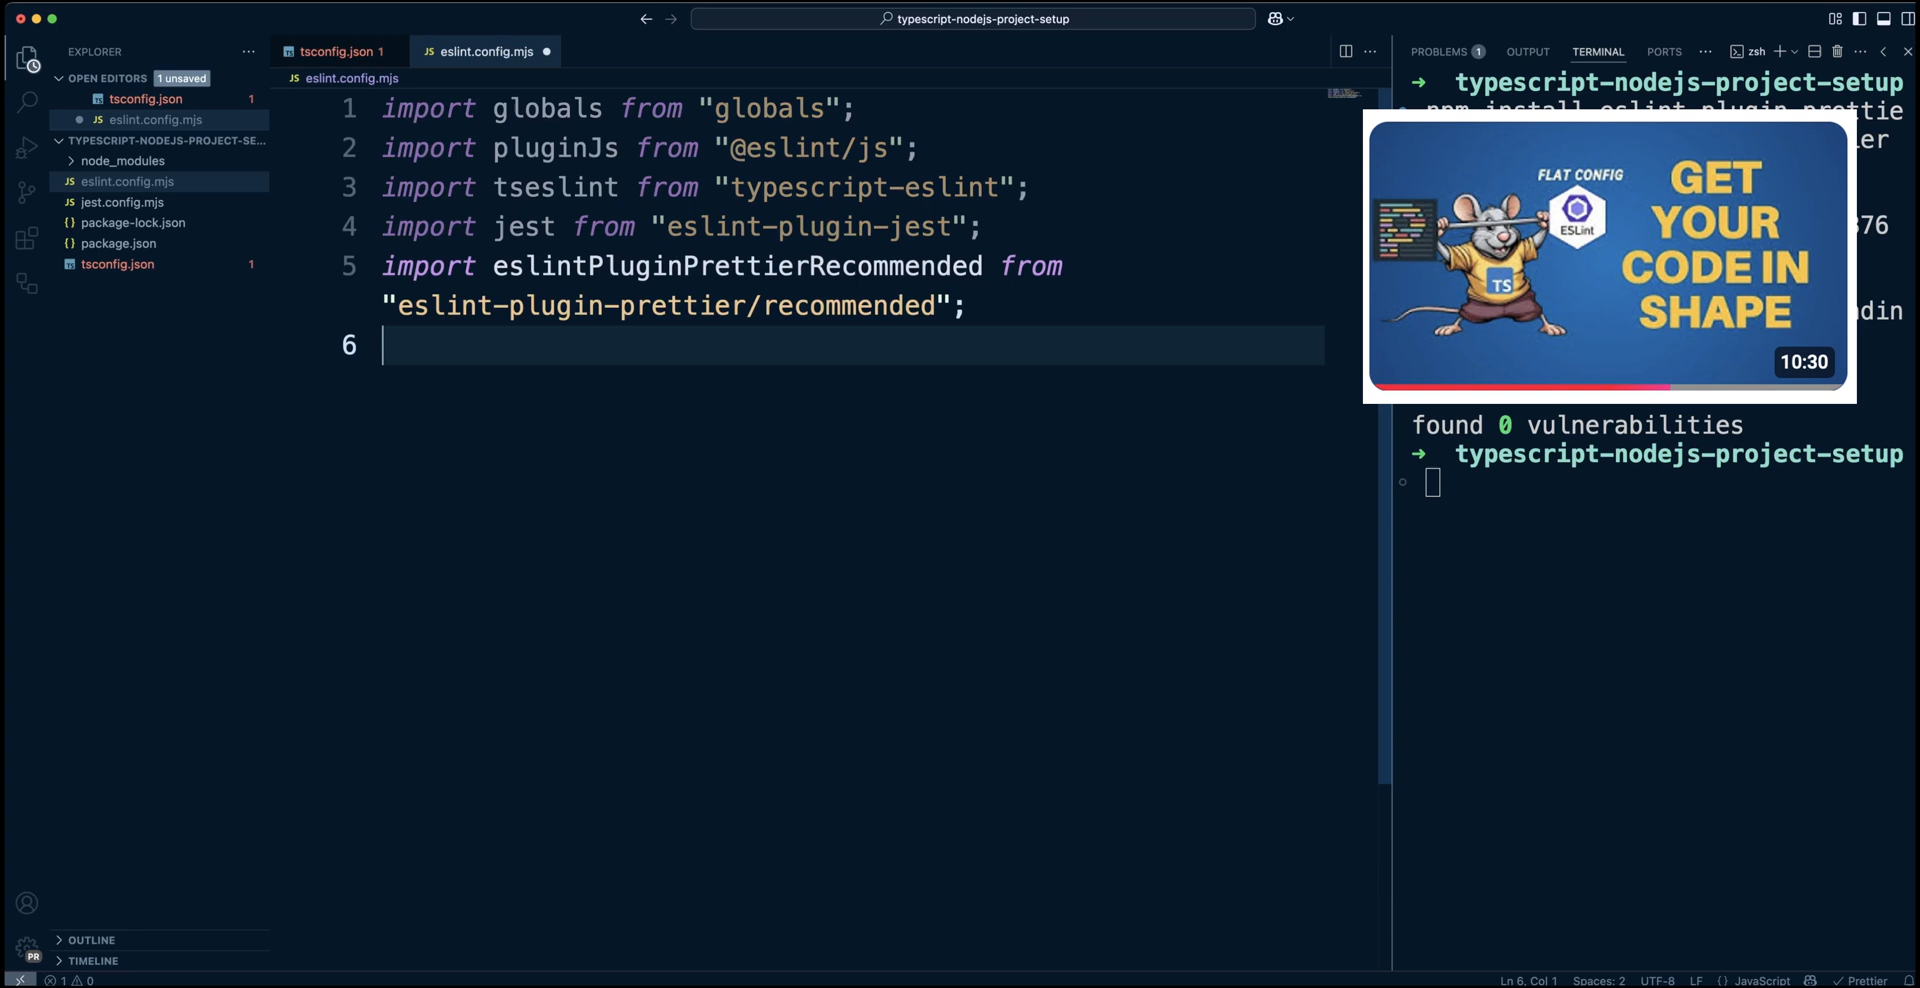 typescript-nodejs-project-setup
EXPLORER
OPEN EDITORS 1 unsaved
tsconfig.json 1
eslint.config.mjs
TYPESCRIPT-NODEJS-PROJECT-SE...
node_modules
JS eslint.config.mjs
JS jest.config.mjs
{} package-lock.json
{} package.json
TS tsconfig.json 1
OUTLINE
TIMELINE
PR
TS tsconfig.json 1
JS eslint.config.mjs
JS eslint.config.mjs
1 import globals from "globals";
2 import pluginJs from "@eslint/js";
3 import tseslint from "typescript-eslint";
4 import jest from "eslint-plugin-jest";
5 import eslintPluginPrettierRecommended from
"eslint-plugin-prettier/recommended";
6
PROBLEMS 1 OUTPUT TERMINAL PORTS zsh
→ typescript-nodejs-project-setup
FLAT CONFIG
ESLint
TS
GET
YOUR
CODE IN
SHAPE
10:30
found 0 vulnerabilities
→ typescript-nodejs-project-setup
1 0
Ln 6, Col 1 Spaces: 2 UTF-8 LF {} JavaScript Prettier